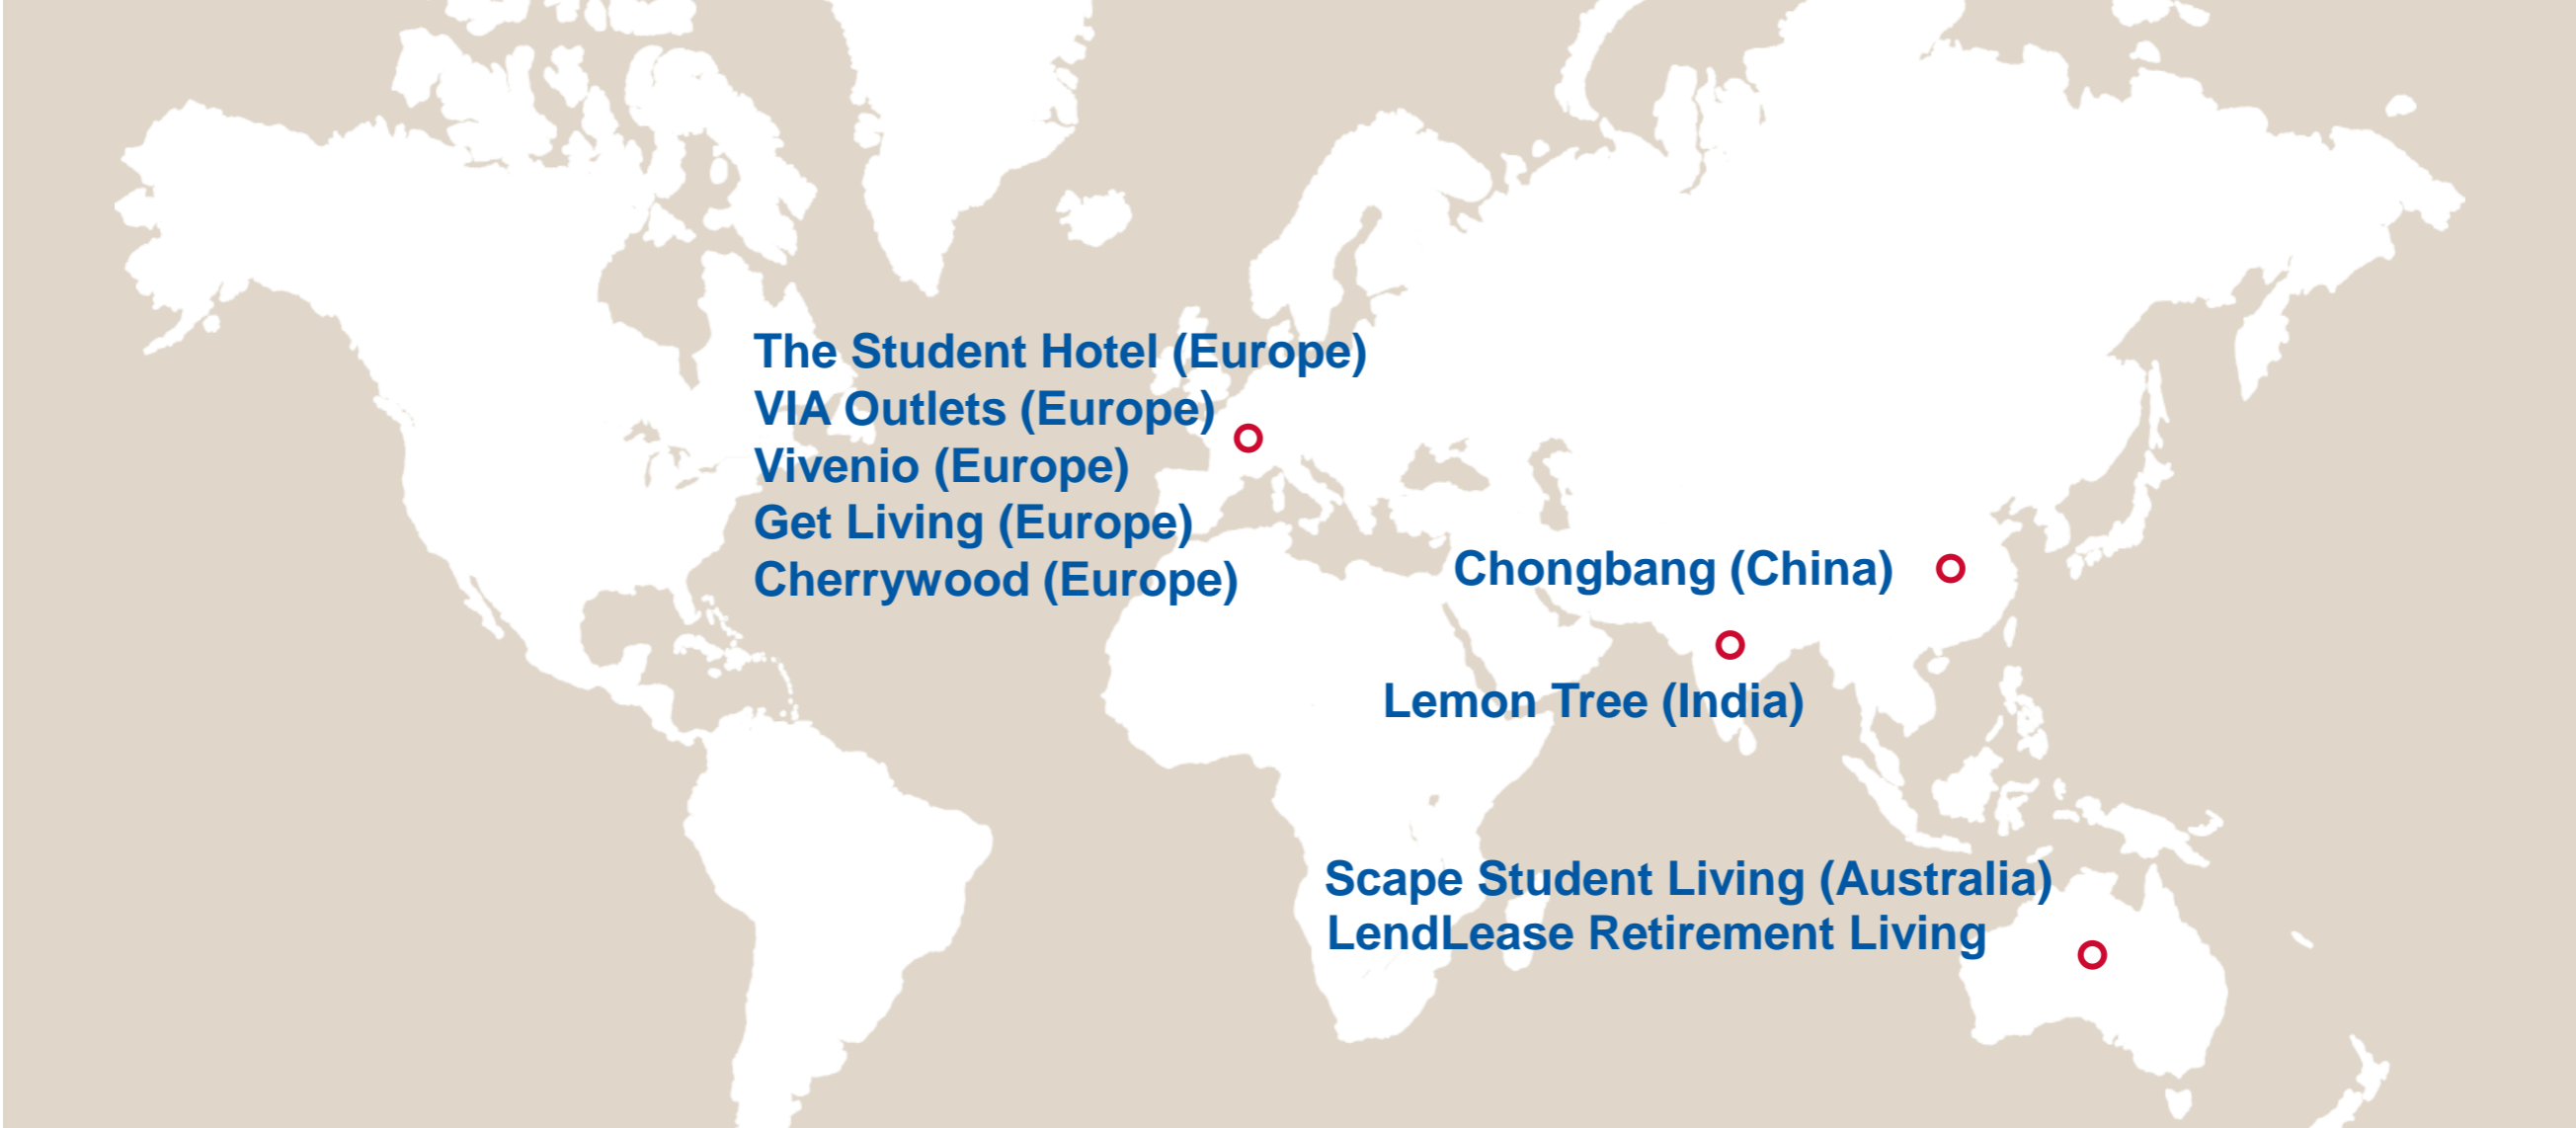 The Student Hotel (Europe)
VIA Outlets (Europe)
Vivenio (Europe)
Get Living (Europe)
Cherrywood (Europe)
Chongbang (China)
Lemon Tree (India)
Scape Student Living (Australia)
LendLease Retirement Living